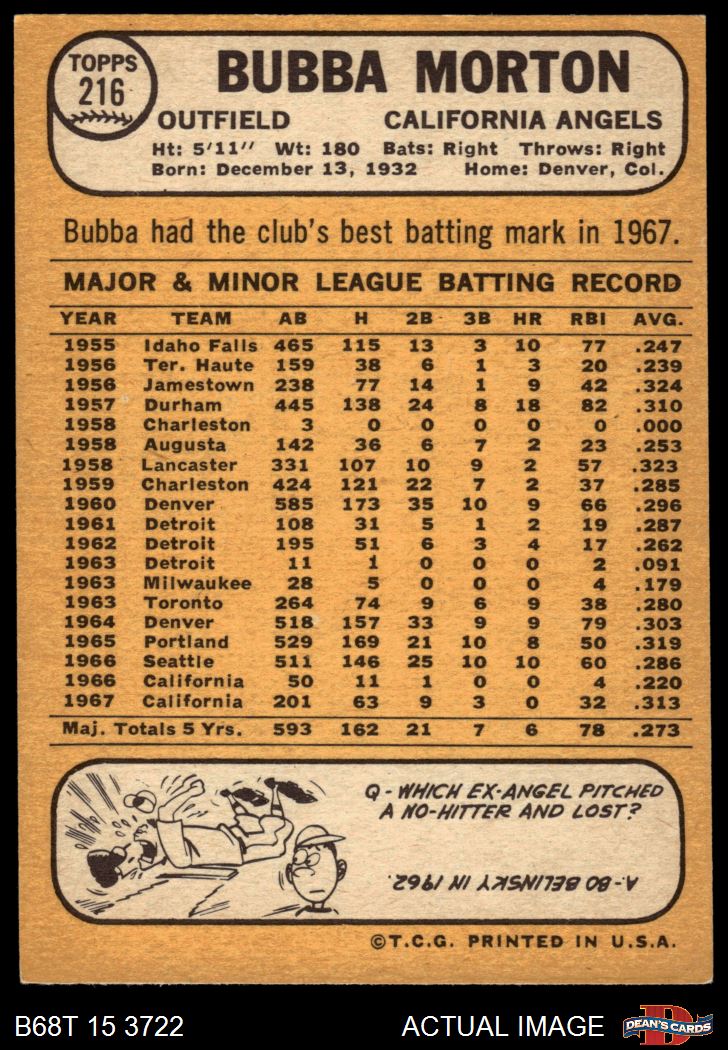 TOPPS
216
BUBBA MORTON
OUTFIELD CALIFORNIA ANGELS
Ht: 5'11" Wt: 180 Bats: Right Throws: Right
Born: December 13, 1932 Home: Denver, Col.
Bubba had the club's best batting mark in 1967.
MAJOR & MINOR LEAGUE BATTING RECORD
YEAR TEAM AB H 2B 3B HR RBI AVG.
1955 Idaho Falls 465 115 13 3 10 77 .247
1956 Ter. Haute 159 38 6 1 3 20 .239
1956 Jamestown 238 77 14 1 9 42 .324
1957 Durham 445 138 24 8 18 82 .310
1958 Charleston 3 0 0 0 0 0 .000
1958 Augusta 142 36 6 7 2 23 .253
1958 Lancaster 331 107 10 9 2 57 .323
1959 Charleston 424 121 22 7 2 37 .285
1960 Denver 585 173 35 10 9 66 .296
1961 Detroit 108 31 5 1 2 19 .287
1962 Detroit 195 51 6 3 4 17 .262
1963 Detroit 11 1 0 0 0 2 .091
1963 Milwaukee 28 5 0 0 0 4 .179
1963 Toronto 264 74 9 6 9 38 .280
1964 Denver 518 157 33 9 9 79 .303
1965 Portland 529 169 21 10 8 50 .319
1966 Seattle 511 146 25 10 10 60 .286
1966 California 50 11 1 0 0 4 .220
1967 California 201 63 9 3 0 32 .313
Maj. Totals 5 Yrs. 593 162 21 7 6 78 .273
Q - WHICH EX-ANGEL PITCHED
A NO-HITTER AND LOST?
A.- BO BELINSKY IN 1962.
©T.C.G. PRINTED IN U.S.A.
B68T 15 3722 ACTUAL IMAGE
D
DEAN'S CARDS